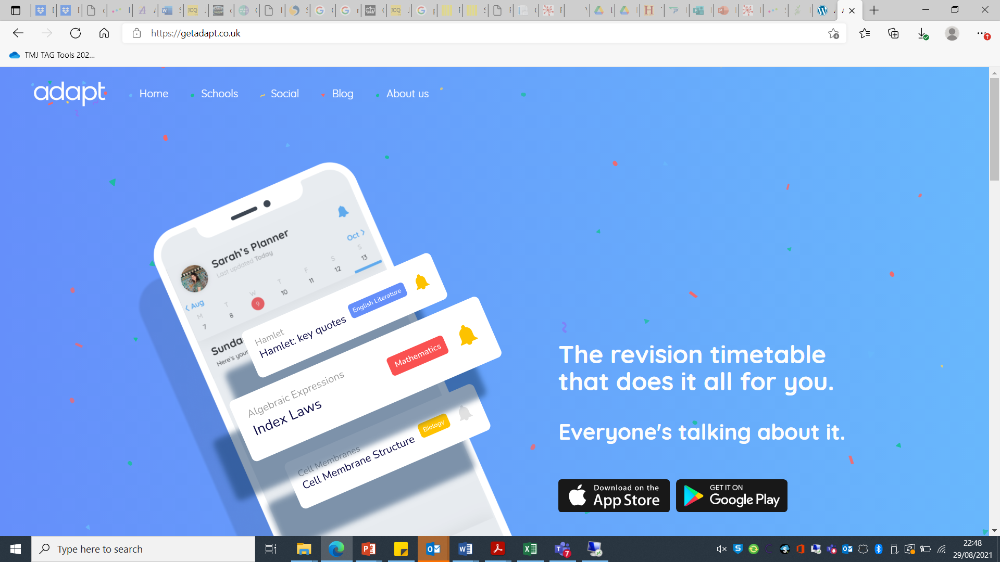 https://getadapt.co.uk
TMJ TAG Tools 202...
adapt
Home
Schools
Social
Blog
About us
Sarah's Planner
Last updated Today
Oct >
< Aug
M T W T F S S
7 8 9 10 11 12 13
Sunda
Here's your
Hamlet
Hamlet: key quotes
English Literature
Algebraic Expressions
Index Laws
Mathematics
Cell Membranes
Cell Membrane Structure
Biology
The revision timetable
that does it all for you.
Everyone's talking about it.
Download on the
App Store
GET IT ON
Google Play
Type here to search
7
22:48
29/08/2021